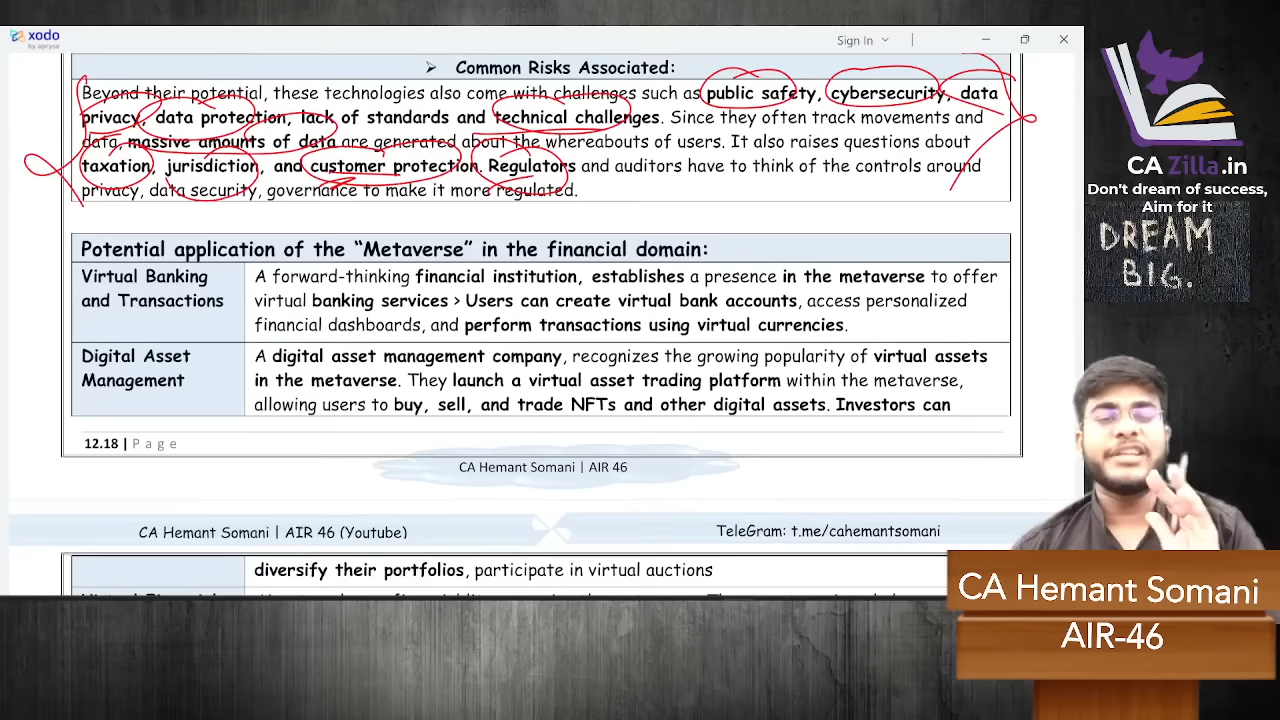 xodo
by apryse
Sign In
➢ Common Risks Associated:
Beyond their potential, these technologies also come with challenges such as public safety, cybersecurity, data
privacy, data protection, lack of standards and technical challenges. Since they often track movements and
data, massive amounts of data are generated about the whereabouts of users. It also raises questions about
taxation, jurisdiction, and customer protection. Regulators and auditors have to think of the controls around
privacy, data security, governance to make it more regulated.
Potential application of the “Metaverse” in the financial domain:
Virtual Banking
and Transactions
A forward-thinking financial institution, establishes a presence in the metaverse to offer
virtual banking services > Users can create virtual bank accounts, access personalized
financial dashboards, and perform transactions using virtual currencies.
Digital Asset
Management
A digital asset management company, recognizes the growing popularity of virtual assets
in the metaverse. They launch a virtual asset trading platform within the metaverse,
allowing users to buy, sell, and trade NFTs and other digital assets. Investors can
12.18 | Page
CA Hemant Somani | AIR 46
CA Hemant Somani | AIR 46 (Youtube)
TeleGram: t.me/cahemantsomani
diversify their portfolios, participate in virtual auctions
CA Zilla.in
Don't dream of success,
Aim for it
DREAM
BIG.
CA Hemant Somani
AIR-46